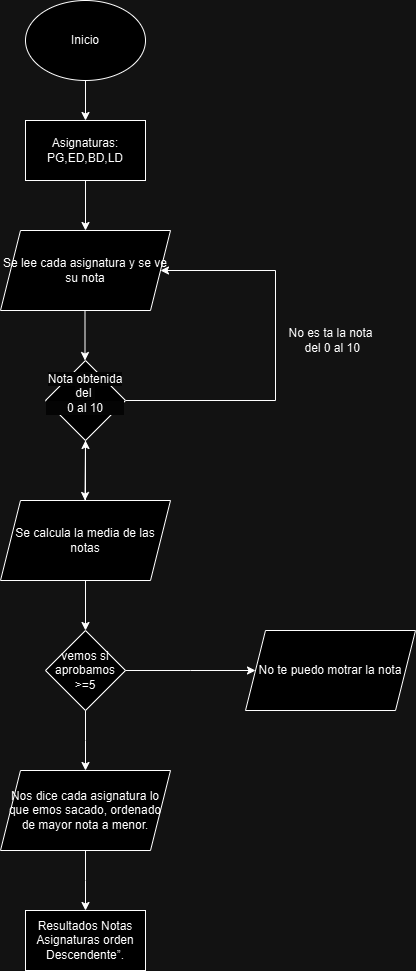 Inicio
Asignaturas:
PG,ED,BD,LD
Se lee cada asignatura y se ve
su nota
No es ta la nota
del 0 al 10
Nota obtenida
del
0 al 10
Se calcula la media de las
notas
vemos si
aprobamos
>=5
No te puedo motrar la nota
Nos dice cada asignatura lo
que emos sacado, ordenado
de mayor nota a menor.
Resultados Notas
Asignaturas orden
Descendente”.